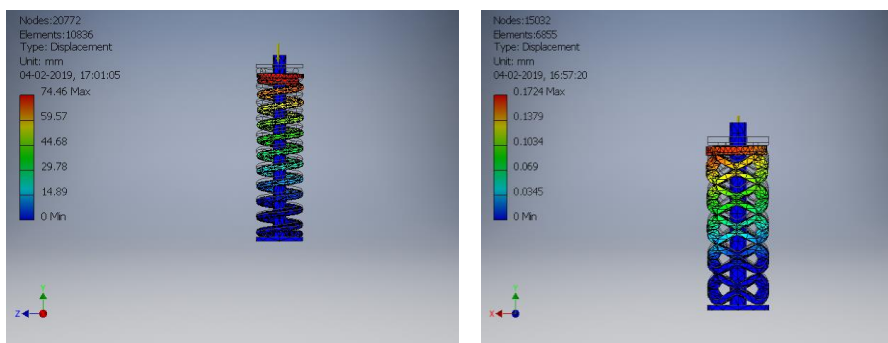 Nodes:20772
Elements:10836
Type: Displacement
Unit: mm
04-02-2019, 17:01:05
74.46 Max
59.57
44.68
29.78
14.89
0 Min
Y
Z
Nodes:15032
Elements:6855
Type: Displacement
Unit: mm
04-02-2019, 16:57:20
0.1724 Max
0.1379
0.1034
0.069
0.0345
0 Min
Y
X